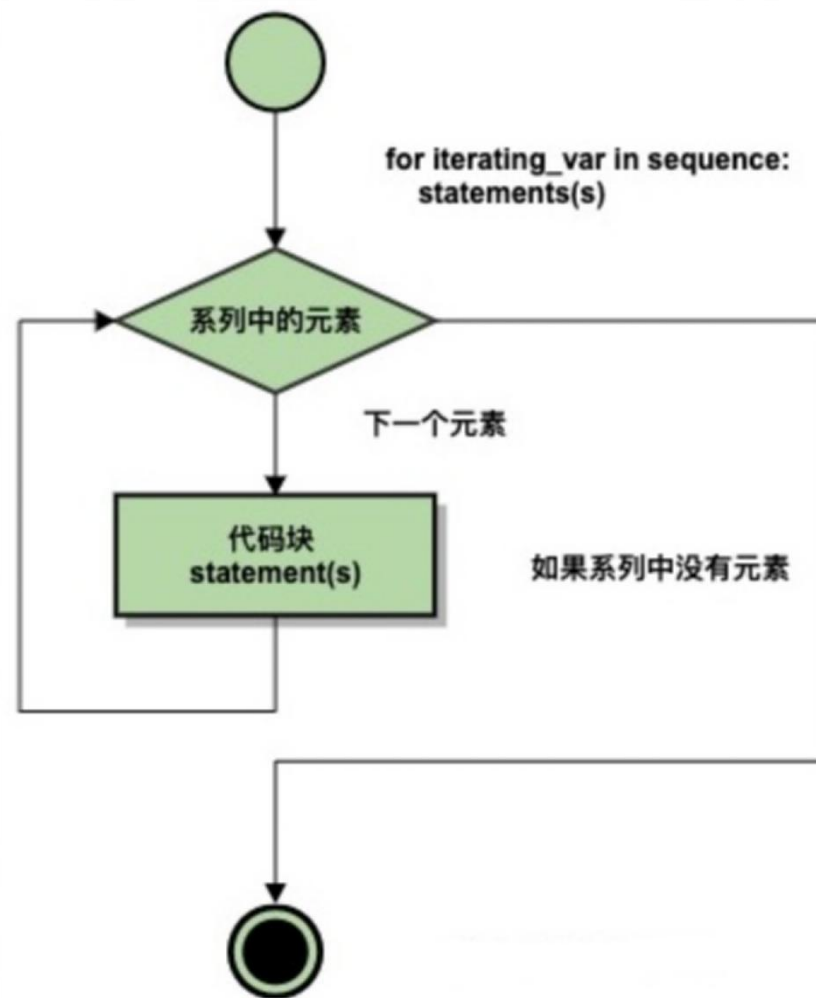 for iterating_var in sequence:
statements(s)
系列中的元素
下一个元素
代码块
statement(s)
如果系列中没有元素